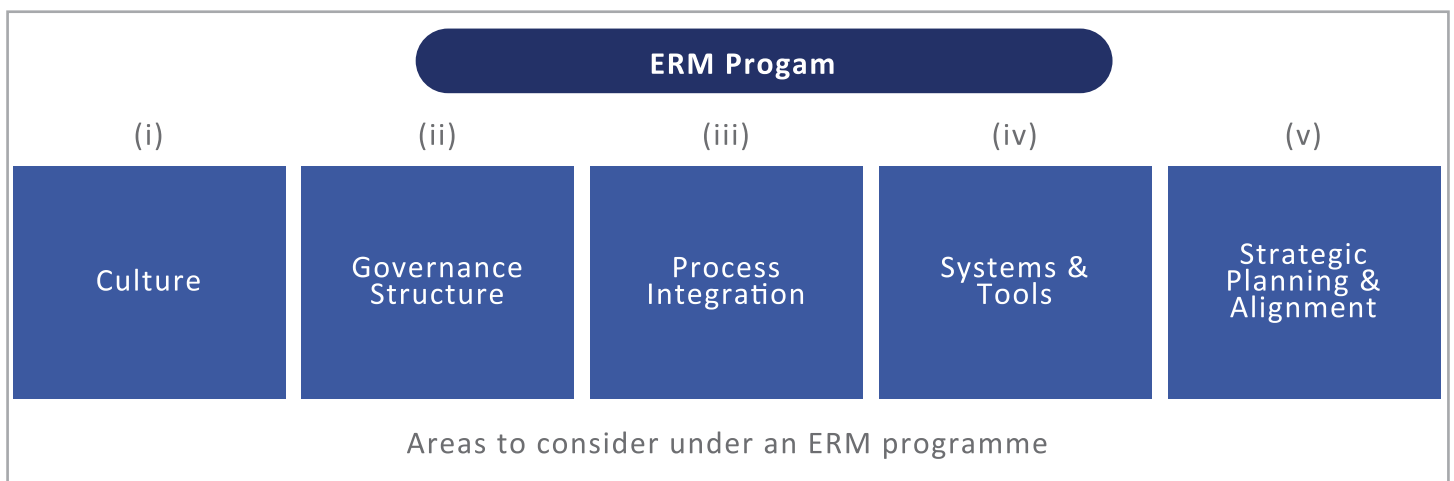 ERM Progam
(i)
(ii)
(iii)
(iv)
(v)
Culture
Governance
Structure
Process
Integration
Systems &
Tools
Strategic
Planning &
Alignment
Areas to consider under an ERM programme